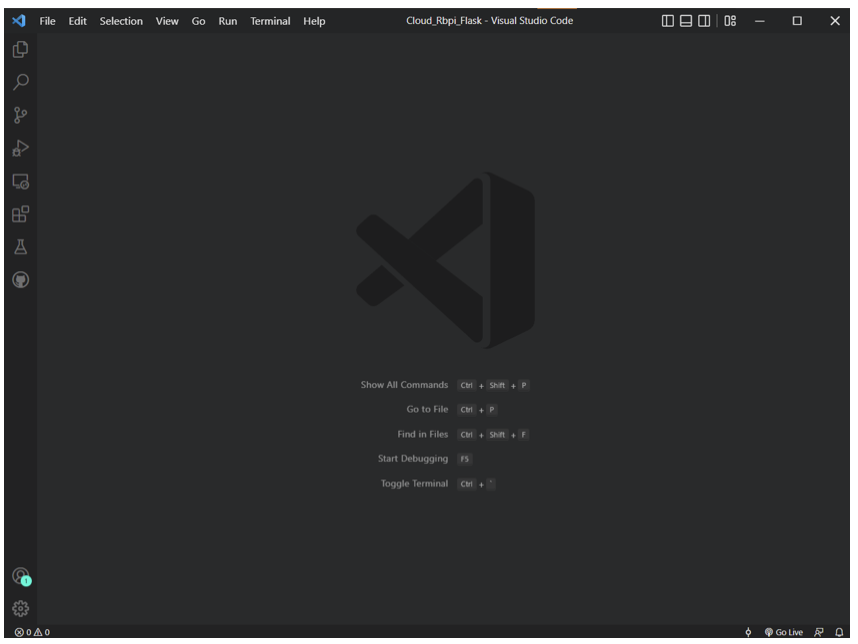 File Edit Selection View Go Run Terminal Help Cloud_Rbpi_Flask - Visual Studio Code
Show All Commands Ctrl + Shift + P
Go to File Ctrl + P
Find in Files Ctrl + Shift + F
Start Debugging F5
Toggle Terminal Ctrl + `
1
0 0 Go Live